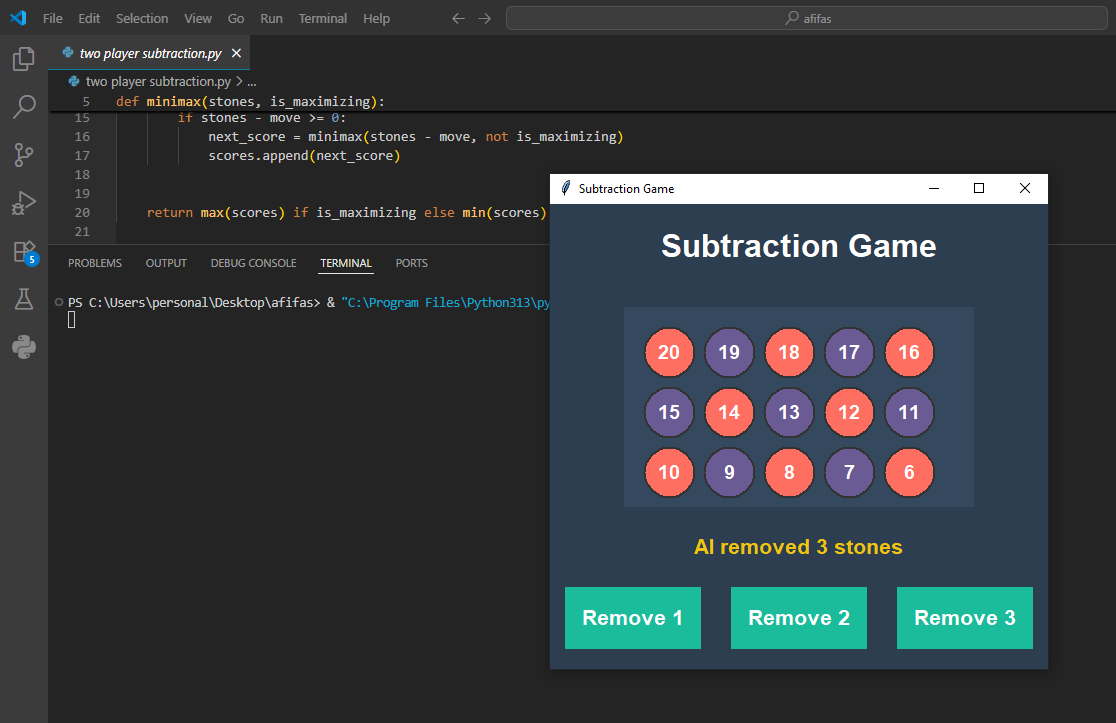 File Edit Selection View Go Run Terminal Help
afifas
two player subtraction.py
two player subtraction.py > ...
5 def minimax(stones, is_maximizing):
15 if stones - move >= 0:
16 next_score = minimax(stones - move, not is_maximizing)
17 scores.append(next_score)
18
19
20 return max(scores) if is_maximizing else min(scores)
21
PROBLEMS OUTPUT DEBUG CONSOLE TERMINAL PORTS
PS C:\Users\personal\Desktop\afifas> & "C:\Program Files\Python313\py
5
Subtraction Game
Subtraction Game
20 19 18 17 16
15 14 13 12 11
10 9 8 7 6
AI removed 3 stones
Remove 1 Remove 2 Remove 3